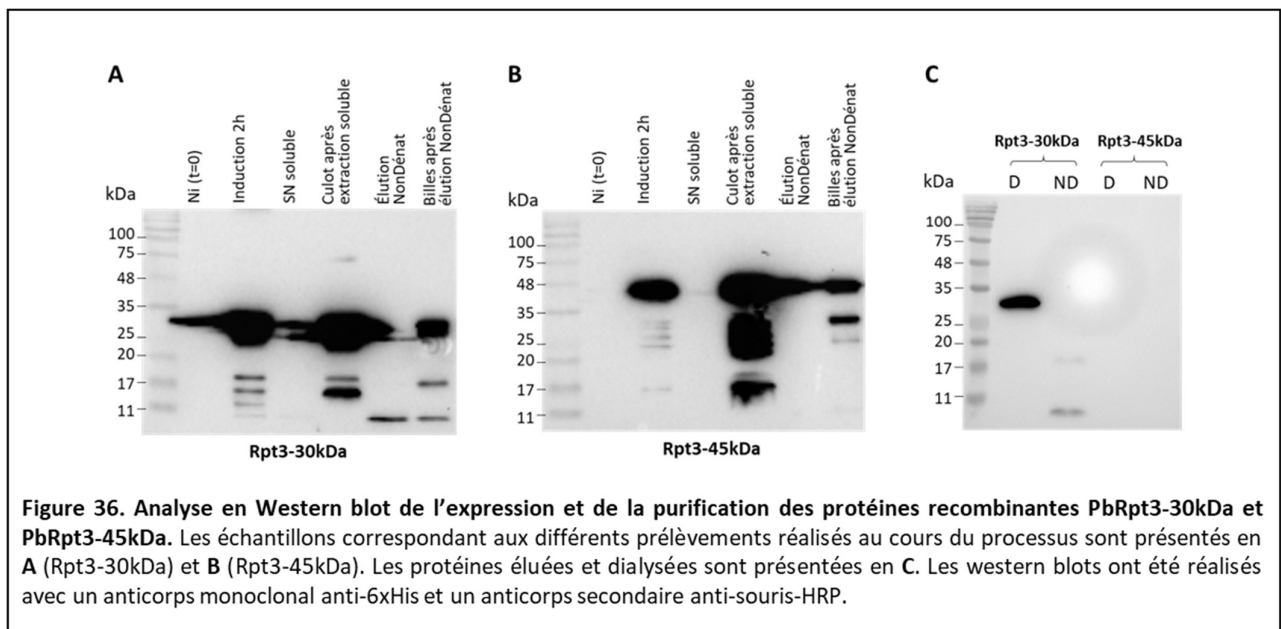 A
B
C
Ni (t=0)
Induction 2h
SN soluble
Culot après
extraction soluble
Élution
NonDénat
Billes après
élution NonDénat
kDa
100
75
48
35
25
20
17
11
Rpt3-30kDa
Ni (t=0)
Induction 2h
SN soluble
Culot après
extraction soluble
Élution
NonDénat
Billes après
élution NonDénat
kDa
100
75
48
35
25
20
17
11
Rpt3-45kDa
Rpt3-30kDa Rpt3-45kDa
kDa D ND D ND
100
75
48
35
25
20
17
11
Figure 36. Analyse en Western blot de l’expression et de la purification des protéines recombinantes PbRpt3-30kDa et
PbRpt3-45kDa. Les échantillons correspondant aux différents prélèvements réalisés au cours du processus sont présentés en
A (Rpt3-30kDa) et B (Rpt3-45kDa). Les protéines éluées et dialysées sont présentées en C. Les western blots ont été réalisés
avec un anticorps monoclonal anti-6xHis et un anticorps secondaire anti-souris-HRP.